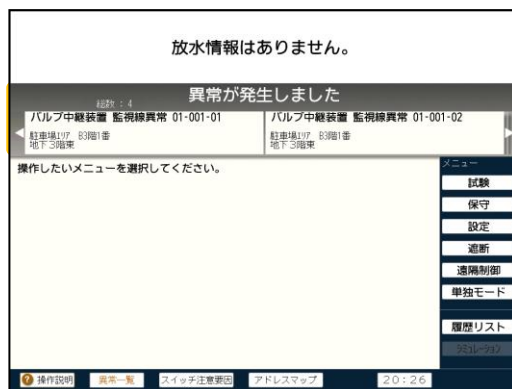 放水情報はありません。
異常が発生しました
総数 : 4
バルブ中継装置 監視線異常 01-001-01
駐車場エリア B3階1番
地下3階東
バルブ中継装置 監視線異常 01-001-02
駐車場エリア B3階1番
地下3階東
操作したいメニューを選択してください。
メニュー
試験
保守
設定
遮断
遠隔制御
単独モード
履歴リスト
シミュレーション
操作説明
異常一覧
スイッチ注意要因
アドレスマップ
20:26